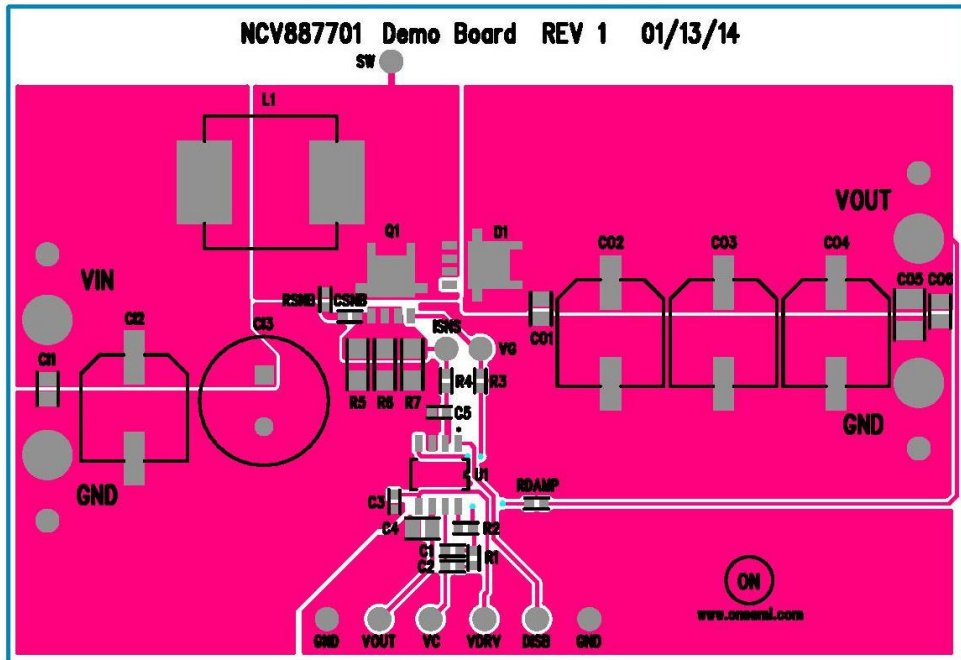 NCV887701 Demo Board REV 1 01/13/14
SW
L1
VOUT
Q1 D1
CO2 CO3 CO4
VIN
RSNB CSNB
CO5 CO6
CI2 CI3
ISNS VG
CO1
CI1
R4 R3
R5 R6 R7
C5
GND
U1
GND
RDAMP
C3
C4
R2
C1
R1
C2
ON
www.onsemi.com
GND VOUT VC VDRV DISB GND